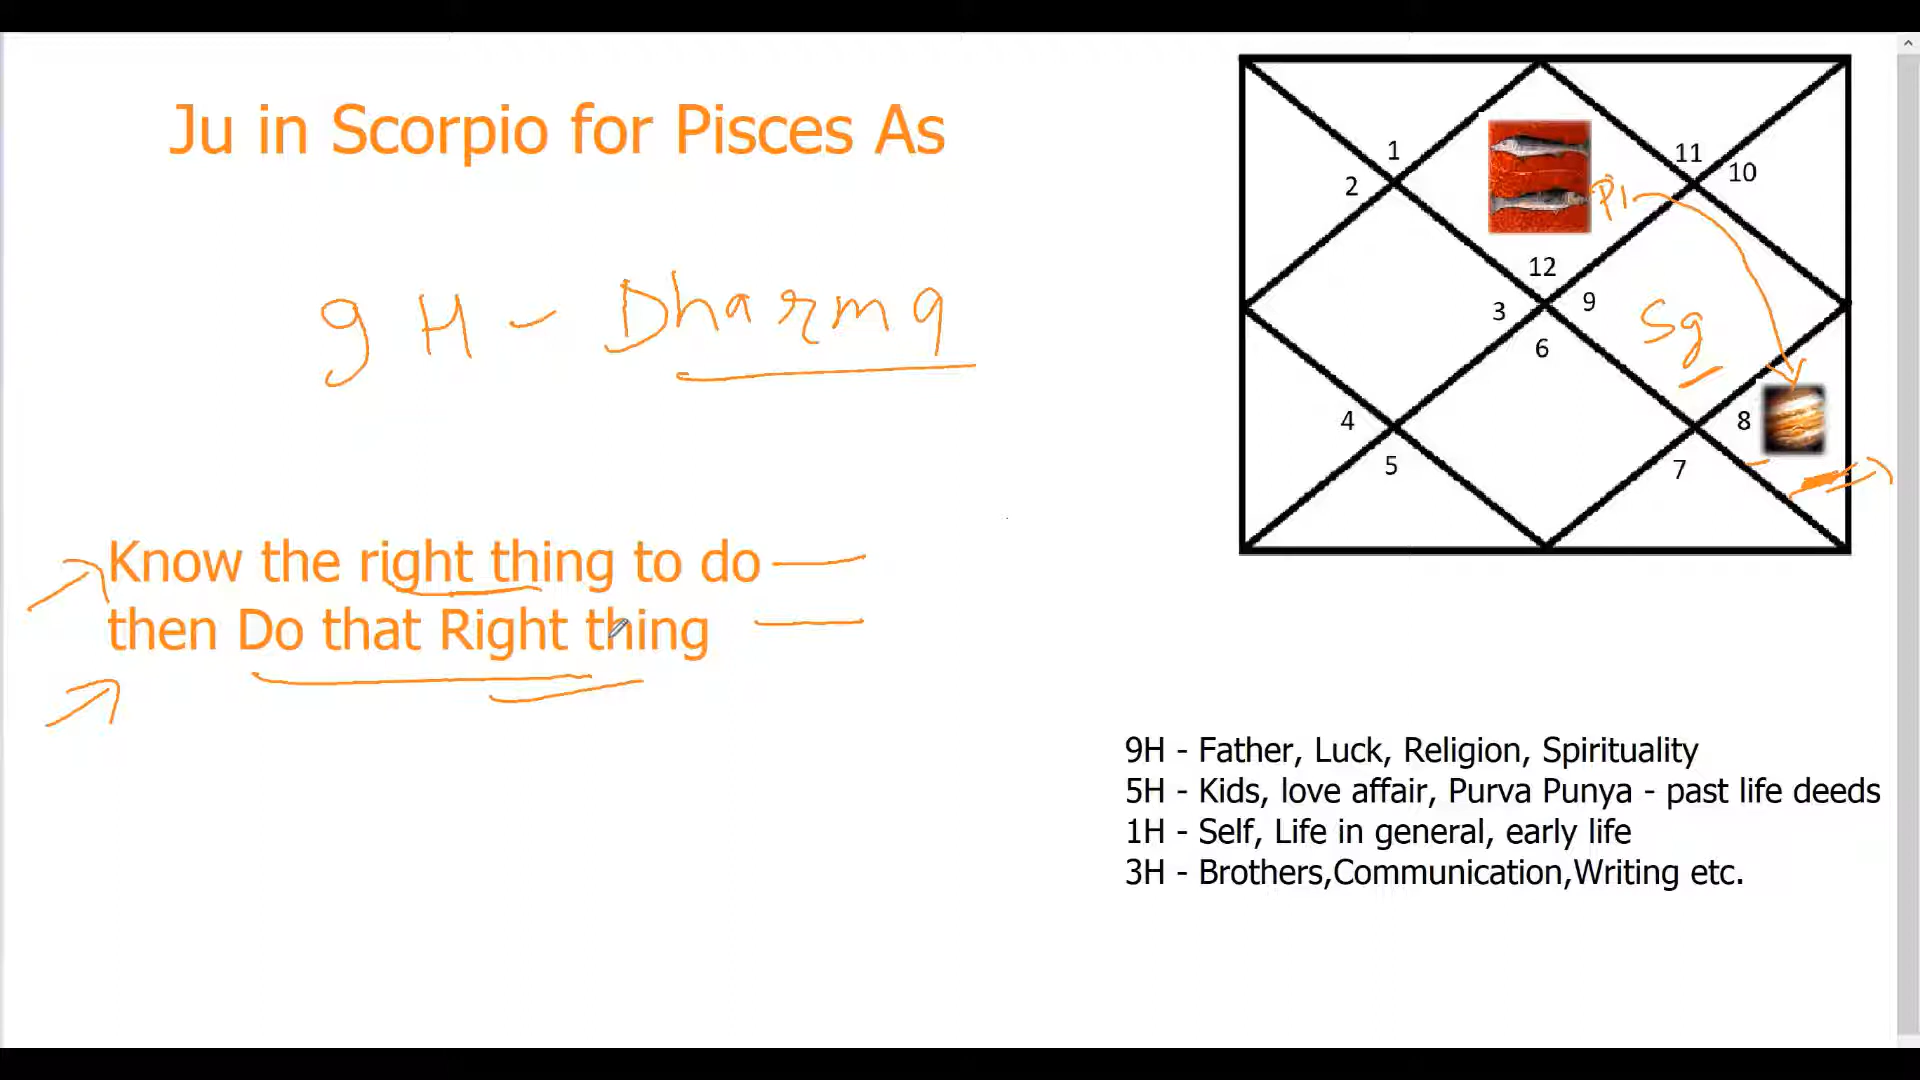 Ju in Scorpio for Pisces As
9H - Dharma
Know the right thing to do
then Do that Right thing
1
2
11
10
Pi
12
9
3
6
Sg
4
5
8
7
9H - Father, Luck, Religion, Spirituality
5H - Kids, love affair, Purva Punya - past life deeds
1H - Self, Life in general, early life
3H - Brothers,Communication,Writing etc.